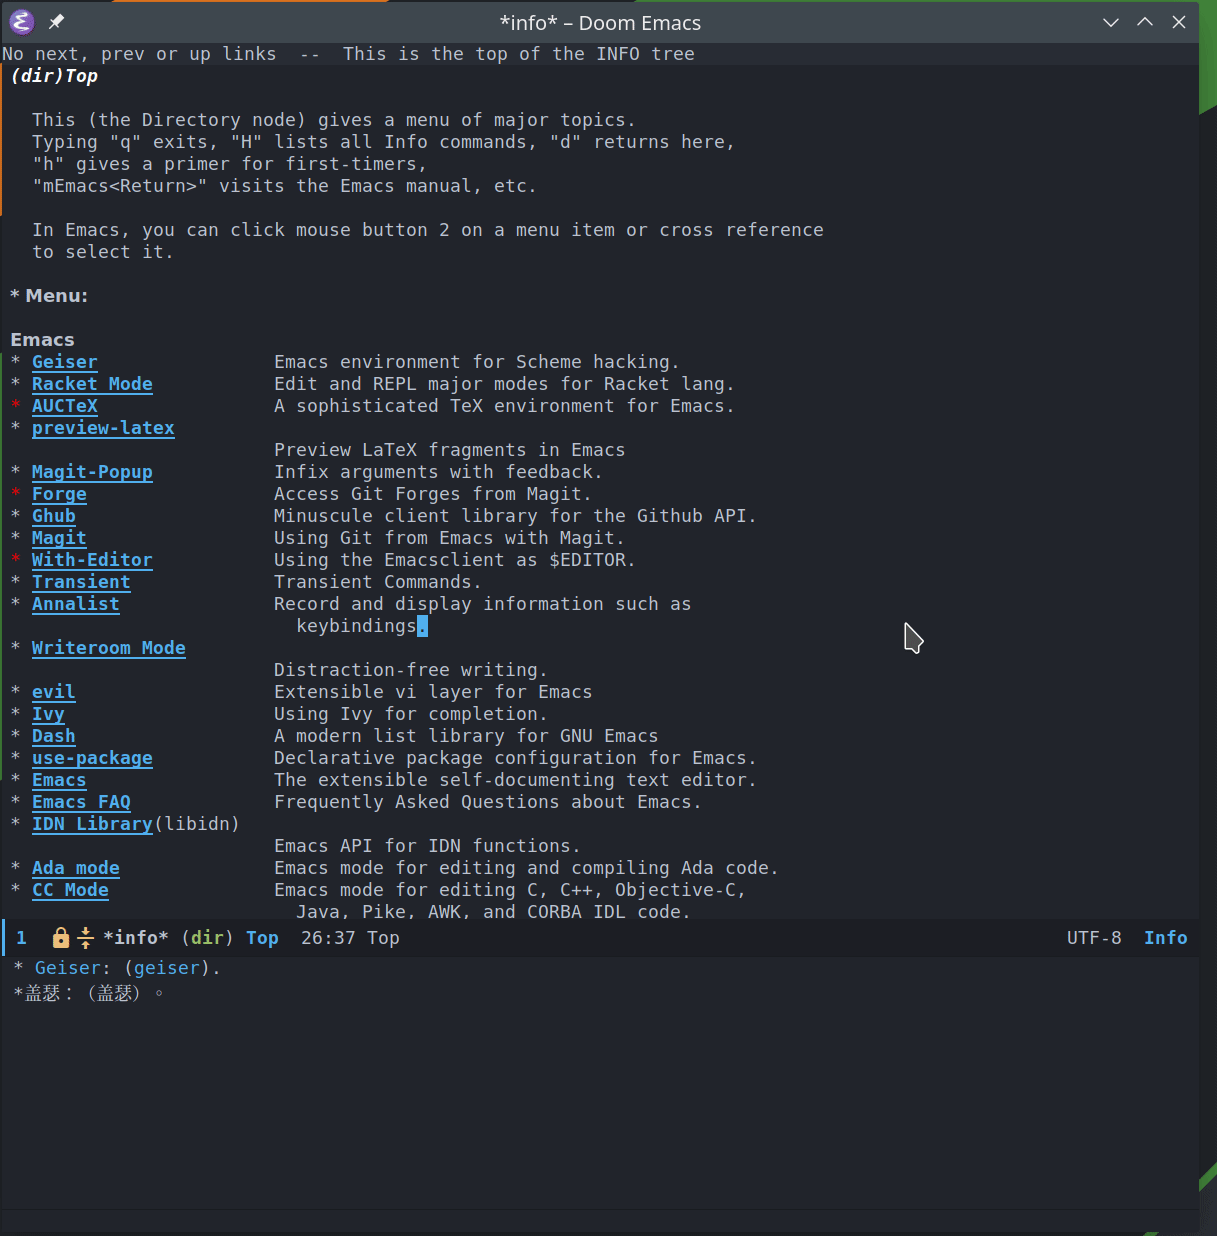 *info* – Doom Emacs
No next, prev or up links  --  This is the top of the INFO tree
(dir)Top
This (the Directory node) gives a menu of major topics.
Typing "q" exits, "H" lists all Info commands, "d" returns here,
"h" gives a primer for first-timers,
"mEmacs<Return>" visits the Emacs manual, etc.
In Emacs, you can click mouse button 2 on a menu item or cross reference
to select it.
* Menu:
Emacs
* Geiser                Emacs environment for Scheme hacking.
* Racket Mode           Edit and REPL major modes for Racket lang.
* AUCTeX                A sophisticated TeX environment for Emacs.
* preview-latex
Preview LaTeX fragments in Emacs
* Magit-Popup           Infix arguments with feedback.
* Forge                 Access Git Forges from Magit.
* Ghub                  Minuscule client library for the Github API.
* Magit                 Using Git from Emacs with Magit.
* With-Editor           Using the Emacsclient as $EDITOR.
* Transient             Transient Commands.
* Annalist              Record and display information such as
keybindings.
* Writeroom Mode
Distraction-free writing.
* evil                  Extensible vi layer for Emacs
* Ivy                   Using Ivy for completion.
* Dash                  A modern list library for GNU Emacs
* use-package           Declarative package configuration for Emacs.
* Emacs                 The extensible self-documenting text editor.
* Emacs FAQ             Frequently Asked Questions about Emacs.
* IDN Library(libidn)
Emacs API for IDN functions.
* Ada mode              Emacs mode for editing and compiling Ada code.
* CC Mode               Emacs mode for editing C, C++, Objective-C,
Java, Pike, AWK, and CORBA IDL code.
1 *info* (dir) Top 26:37 Top UTF-8 Info
* Geiser: (geiser).
*盖瑟：（盖瑟）。